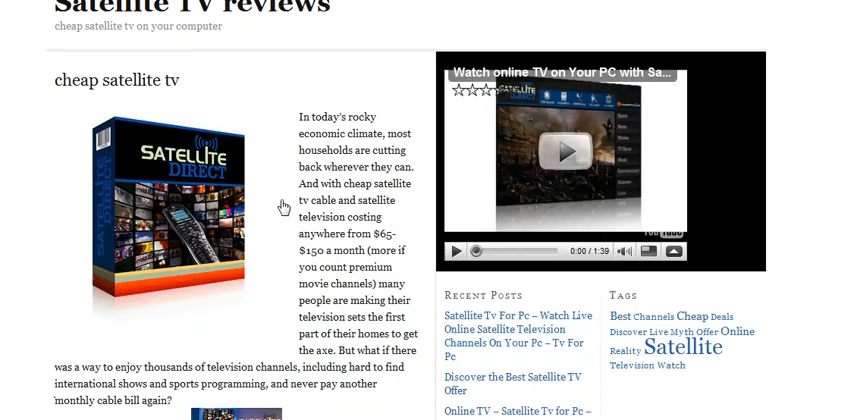 Satellite TV reviews
cheap satellite tv on your computer
cheap satellite tv
SATELLITE
DIRECT
SATELLITE
DIRECT
In today's rocky
economic climate, most
households are cutting
back wherever they can.
And with cheap satellite
tv cable and satellite
television costing
anywhere from $65-
$150 a month (more if
you count premium
movie channels) many
people are making their
television sets the first
part of their homes to get
the axe. But what if there
was a way to enjoy thousands of television channels, including hard to find
international shows and sports programming, and never pay another
monthly cable bill again?
Watch online TV on Your PC with Sa...
SATELLITE
0:00 / 1:39
Recent Posts
Satellite Tv For Pc – Watch Live
Online Satellite Television
Channels On Your Pc – Tv For
Pc
Discover the Best Satellite TV
Offer
Online TV – Satellite Tv for Pc –
Tags
Best Channels Cheap Deals
Discover Live Myth Offer Online
Reality Satellite
Television Watch